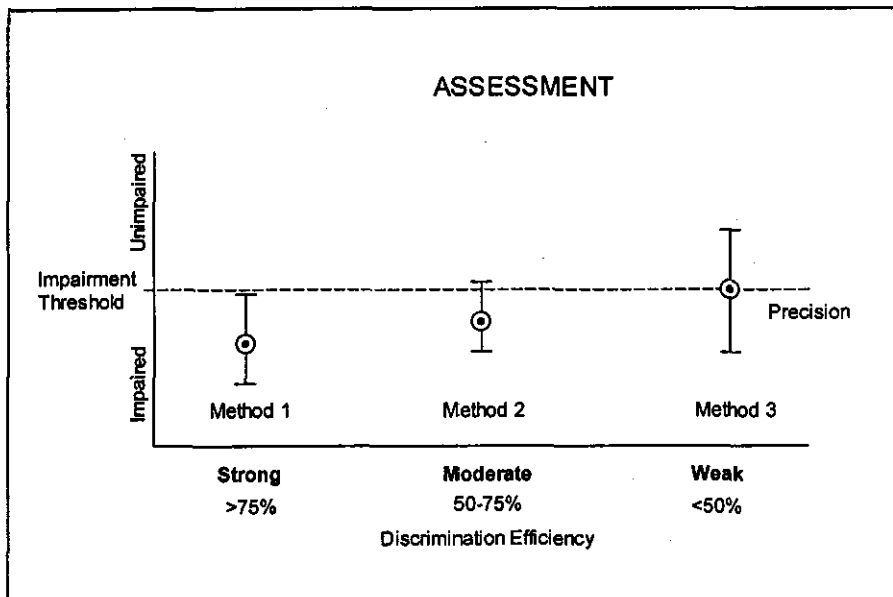 ASSESSMENT
Unimpaired
Impairment
Threshold
Precision
Impaired
Method 1
Method 2
Method 3
Strong
Moderate
Weak
>75%
50-75%
<50%
Discrimination Efficiency